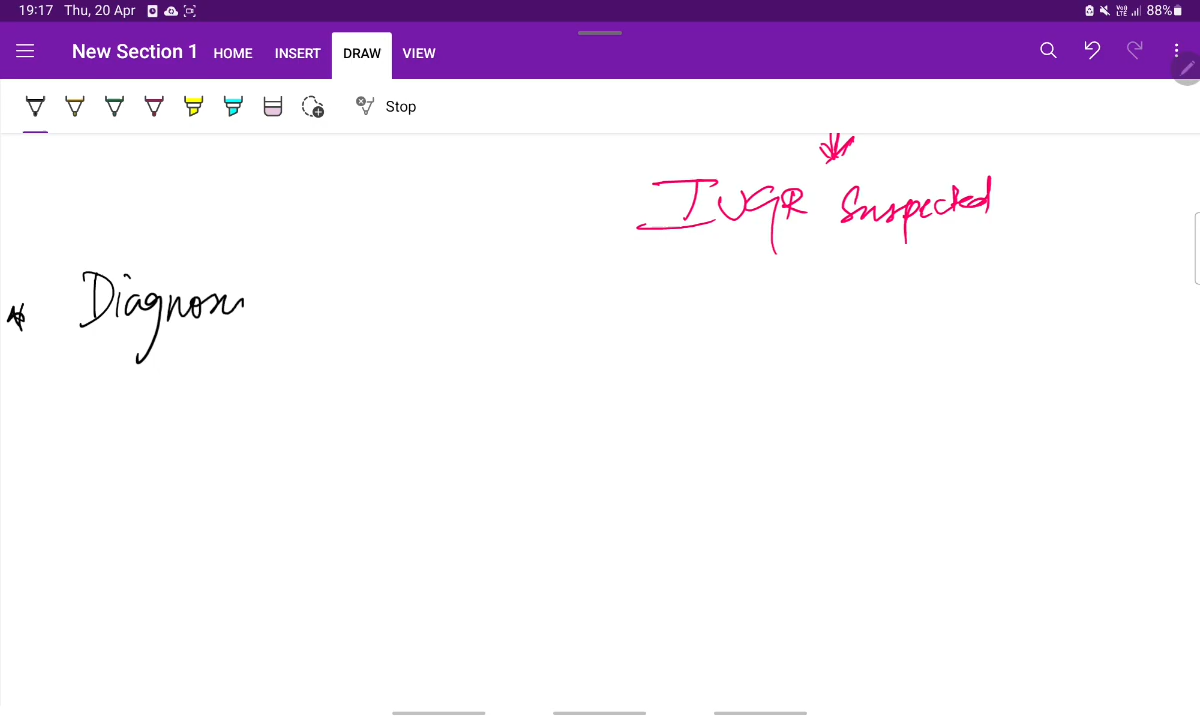 19:17 Thu, 20 Apr 88%
New Section 1 HOME INSERT DRAW VIEW
Stop
IUGR Suspected
Diagnosis